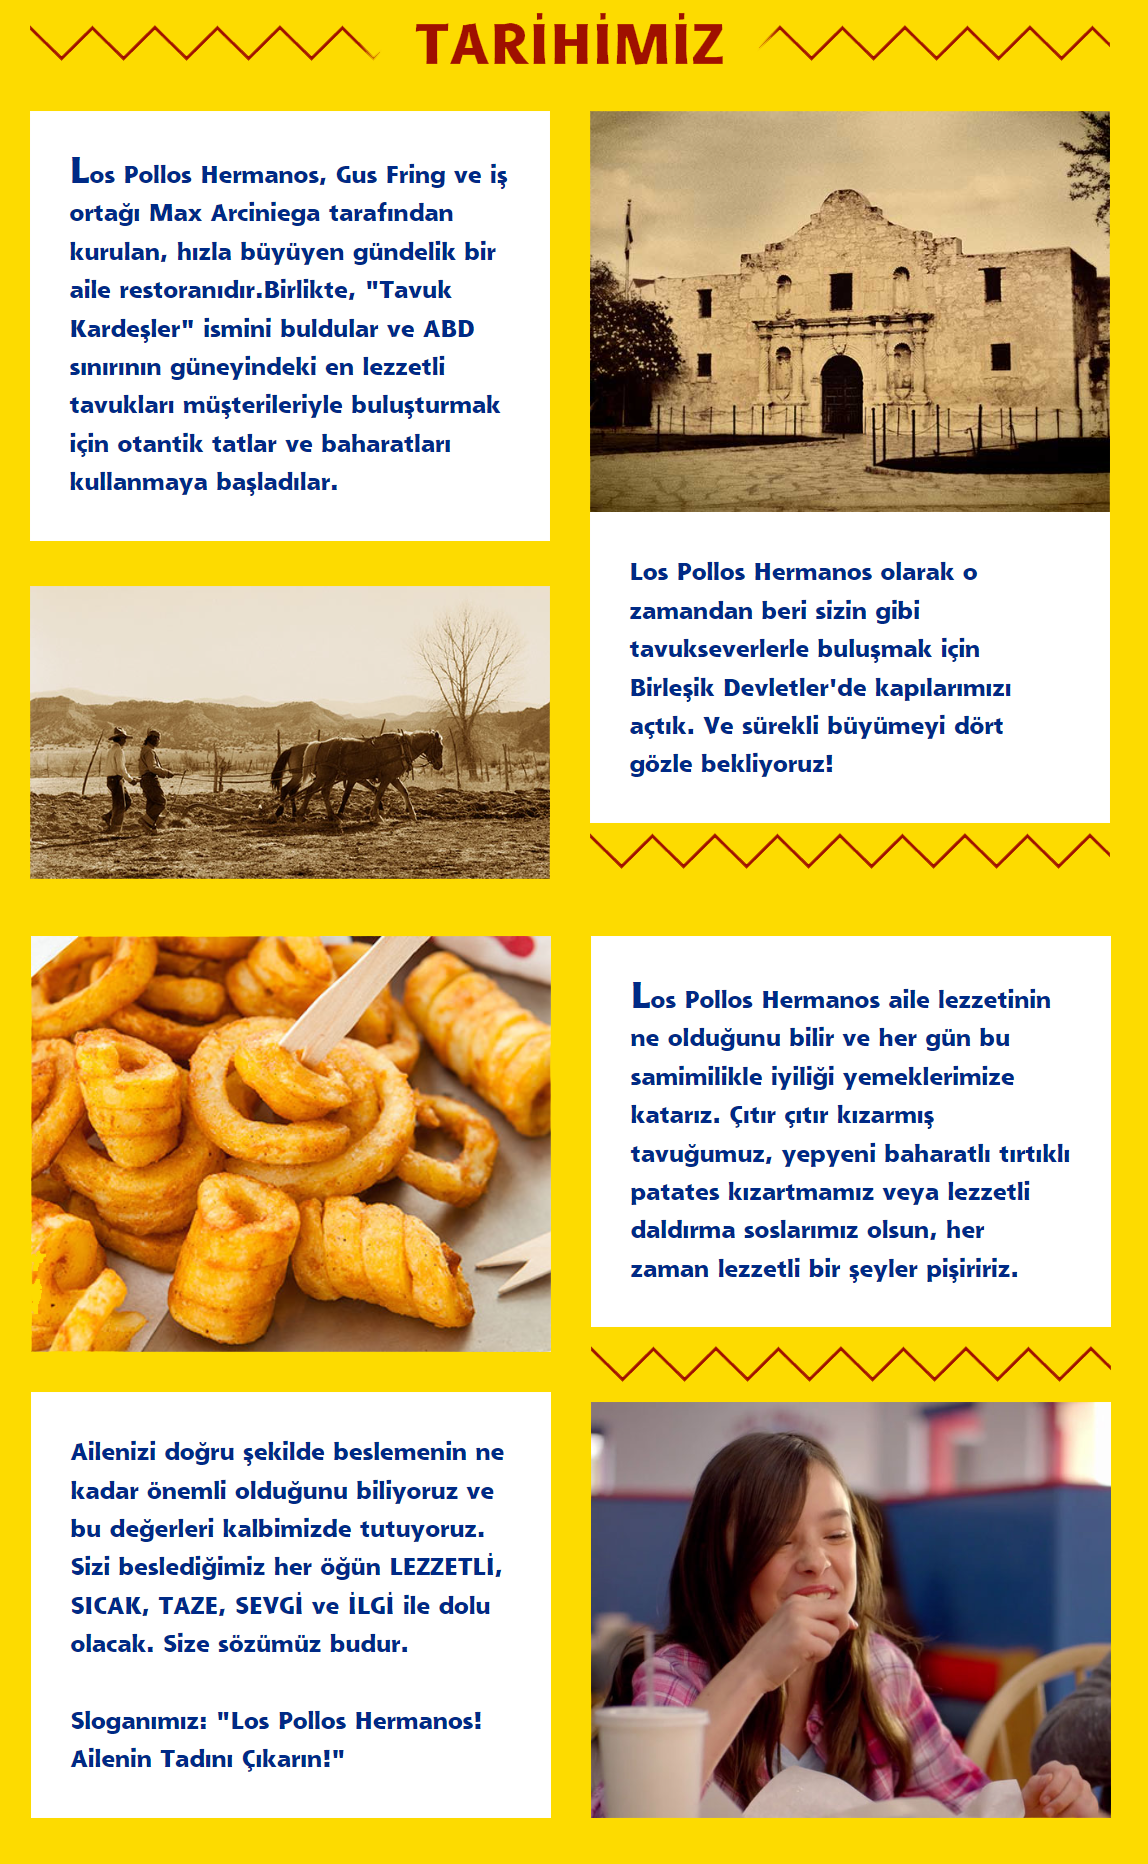 TARİHİMİZ
Los Pollos Hermanos, Gus Fring ve iş
ortağı Max Arciniega tarafından
kurulan, hızla büyüyen gündelik bir
aile restoranıdır.Birlikte, "Tavuk
Kardeşler" ismini buldular ve ABD
sınırının güneyindeki en lezzetli
tavukları müşterileriyle buluşturmak
için otantik tatlar ve baharatları
kullanmaya başladılar.
Los Pollos Hermanos olarak o
zamandan beri sizin gibi
tavukseverlerle buluşmak için
Birleşik Devletler'de kapılarımızı
açtık. Ve sürekli büyümeyi dört
gözle bekliyoruz!
Los Pollos Hermanos aile lezzetinin
ne olduğunu bilir ve her gün bu
samimilikle iyiliği yemeklerimize
katarız. Çıtır çıtır kızarmış
tavuğumuz, yepyeni baharatlı tırtıklı
patates kızartmamız veya lezzetli
daldırma soslarımız olsun, her
zaman lezzetli bir şeyler pişiririz.
Ailenizi doğru şekilde beslemenin ne
kadar önemli olduğunu biliyoruz ve
bu değerleri kalbimizde tutuyoruz.
Sizi beslediğimiz her öğün LEZZETLİ,
SICAK, TAZE, SEVGİ ve İLGİ ile dolu
olacak. Size sözümüz budur.
Sloganımız: "Los Pollos Hermanos!
Ailenin Tadını Çıkarın!"